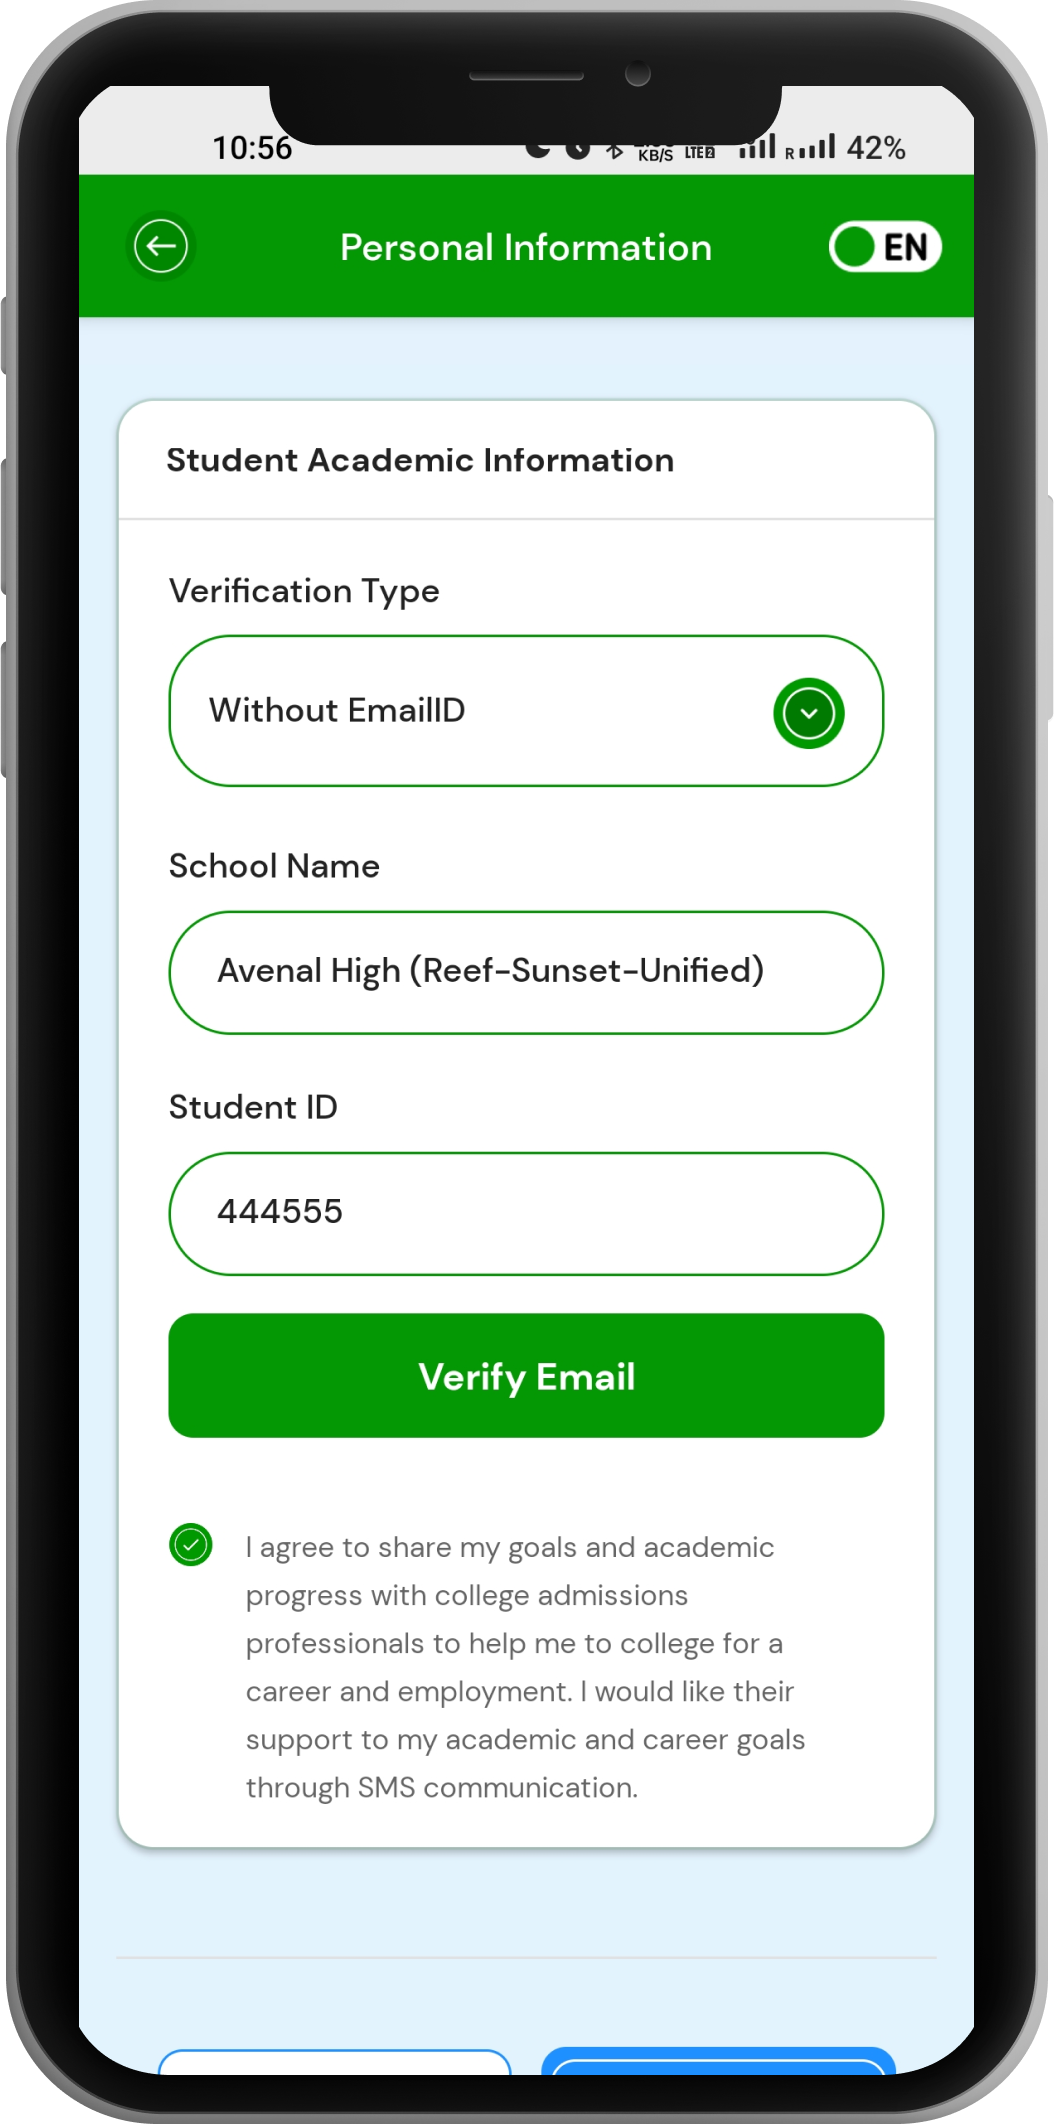 10:56
KB/S LTE 2 R 42%
Personal Information
EN
Student Academic Information
Verification Type
Without EmailID
School Name
Avenal High (Reef-Sunset-Unified)
Student ID
444555
Verify Email
I agree to share my goals and academic
progress with college admissions
professionals to help me to college for a
career and employment. I would like their
support to my academic and career goals
through SMS communication.